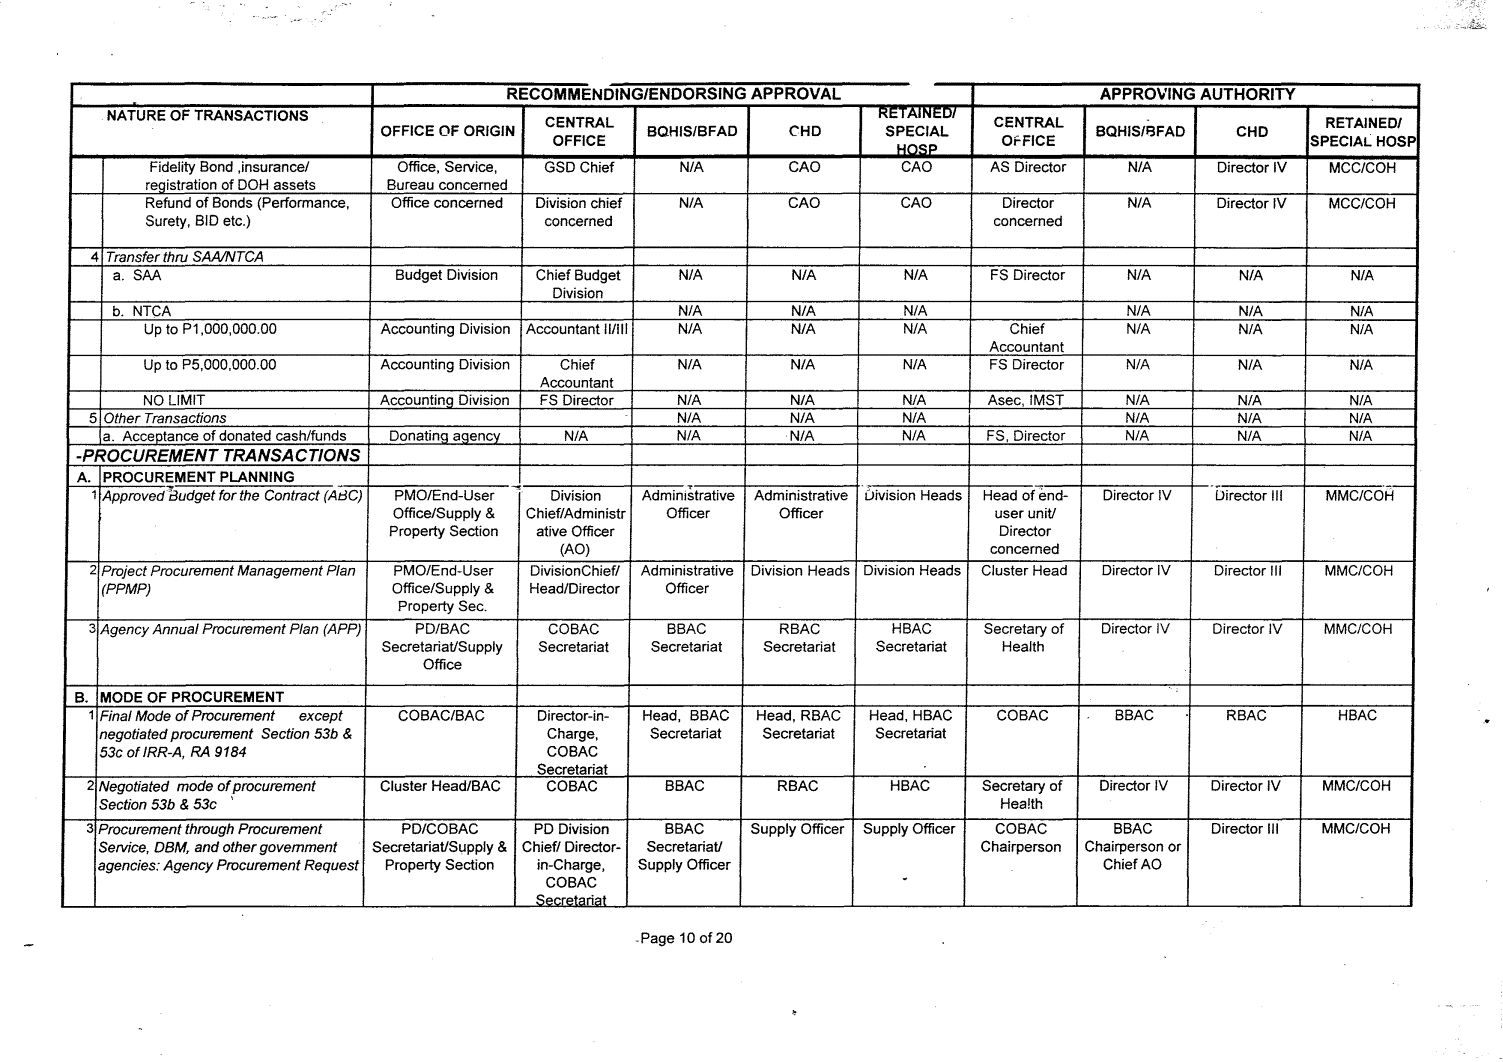 RECOMMENDING/ENDORSING APPROVAL APPROVING AUTHORITY
NATURE OF TRANSACTIONS OFFICE OF ORIGIN CENTRAL OFFICE BQHIS/BFAD CHD RETAINED/ SPECIAL HOSP CENTRAL OFFICE BQHIS/BFAD CHD RETAINED/ SPECIAL HOSP
Fidelity Bond ,insurance/ Office, Service, GSD Chief N/A CAO CAO AS Director N/A Director IV MCC/COH
registration of DOH assets Bureau concerned
Refund of Bonds (Performance, Office concerned Division chief N/A CAO CAO Director N/A Director IV MCC/COH
Surety, BID etc.) concerned concerned
4 Transfer thru SAA/NTCA
a. SAA Budget Division Chief Budget N/A N/A N/A FS Director N/A N/A N/A
Division
b. NTCA N/A N/A N/A N/A N/A N/A
Up to P1,000,000.00 Accounting Division Accountant II/III N/A N/A N/A Chief N/A N/A N/A
Accountant
Up to P5,000,000.00 Accounting Division Chief N/A N/A N/A FS Director N/A N/A N/A
Accountant
NO LIMIT Accounting Division FS Director N/A N/A N/A Asec, IMST N/A N/A N/A
5 Other Transactions N/A N/A N/A N/A N/A N/A
a. Acceptance of donated cash/funds Donating agency N/A N/A N/A N/A FS, Director N/A N/A N/A
-PROCUREMENT TRANSACTIONS
A. PROCUREMENT PLANNING
1 Approved Budget for the Contract (ABC) PMO/End-User Division Administrative Administrative Division Heads Head of end- Director IV Director III MMC/COH
Office/Supply & Chief/Administr Officer Officer user unit/
Property Section ative Officer Director
(AO) concerned
2 Project Procurement Management Plan PMO/End-User DivisionChief/ Administrative Division Heads Division Heads Cluster Head Director IV Director III MMC/COH
(PPMP) Office/Supply & Head/Director Officer
Property Sec.
3 Agency Annual Procurement Plan (APP) PD/BAC COBAC BBAC RBAC HBAC Secretary of Director IV Director IV MMC/COH
Secretariat/Supply Secretariat Secretariat Secretariat Secretariat Health
Office
B. MODE OF PROCUREMENT
1 Final Mode of Procurement except COBAC/BAC Director-in- Head, BBAC Head, RBAC Head, HBAC COBAC BBAC RBAC HBAC
negotiated procurement Section 53b & Charge, Secretariat Secretariat Secretariat
53c of IRR-A, RA 9184 COBAC
Secretariat
2 Negotiated mode of procurement Cluster Head/BAC COBAC BBAC RBAC HBAC Secretary of Director IV Director IV MMC/COH
Section 53b & 53c Health
3 Procurement through Procurement PD/COBAC PD Division BBAC Supply Officer Supply Officer COBAC BBAC Director III MMC/COH
Service, DBM, and other government Secretariat/Supply & Chief/ Director- Secretariat/ Chairperson Chairperson or
agencies: Agency Procurement Request Property Section in-Charge, Supply Officer Chief AO
COBAC
Secretariat
Page 10 of 20